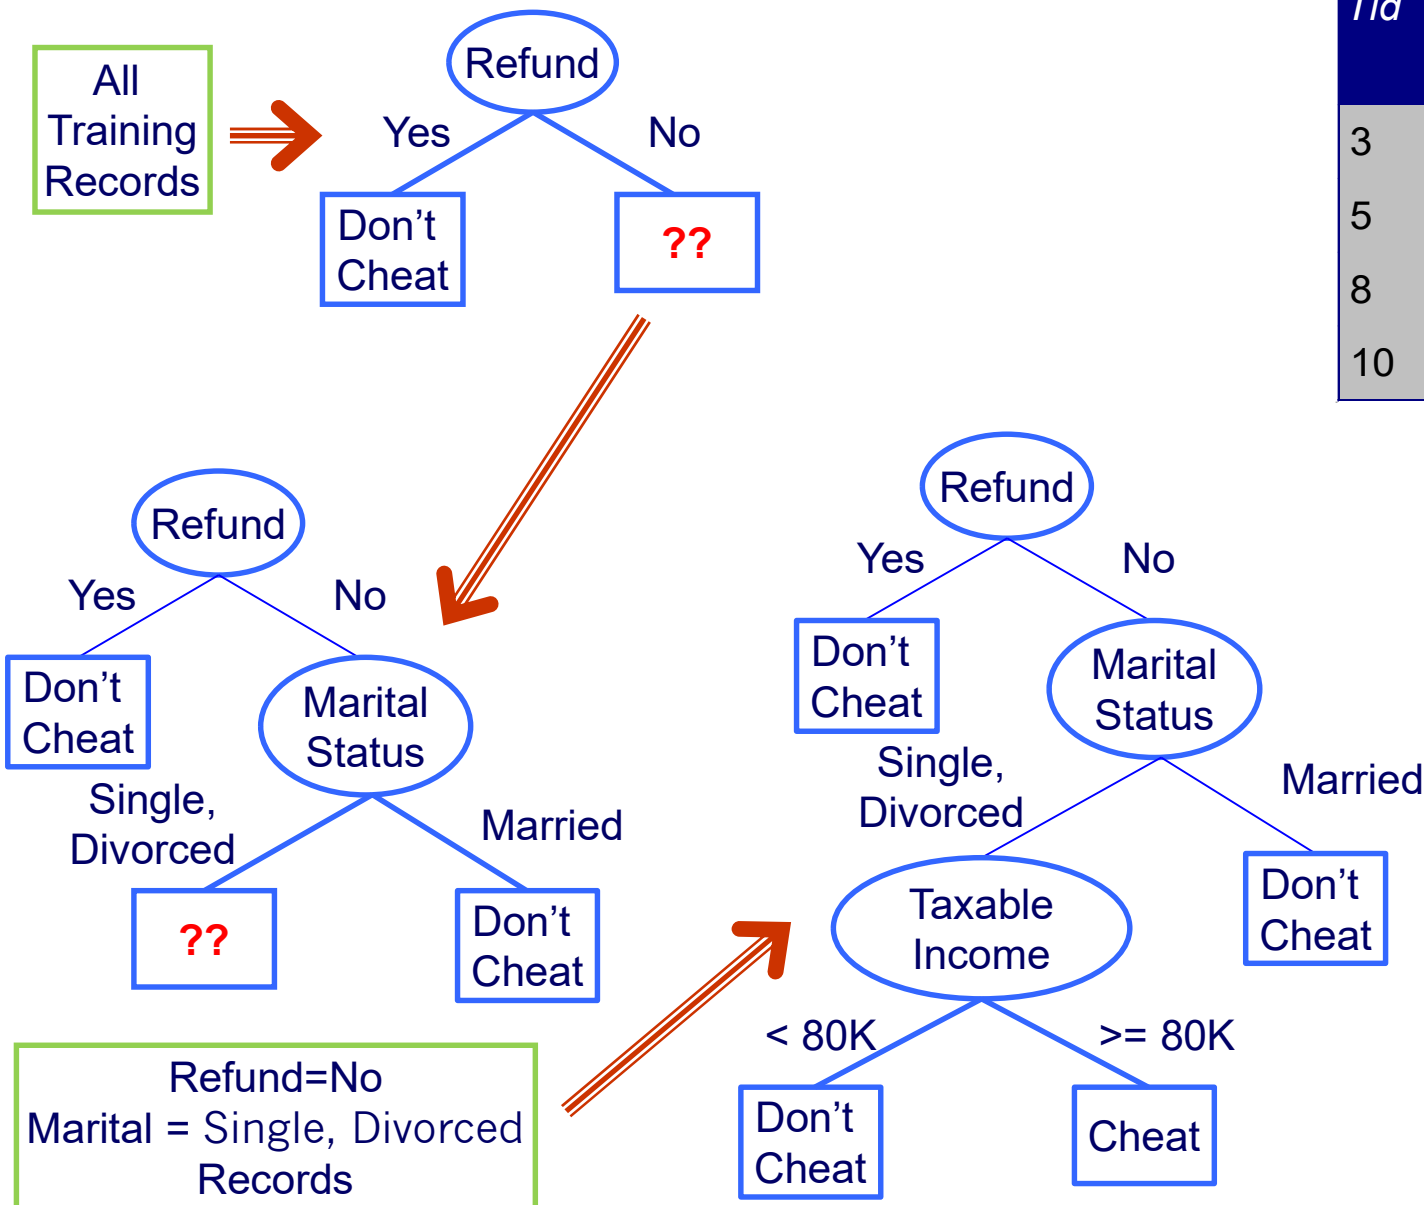 All
Training
Records
Refund
Yes
No
Don't
Cheat
??
Tid
3
5
8
10
Refund
Yes
No
Don't
Cheat
Marital
Status
Single,
Divorced
Married
??
Don't
Cheat
Refund=No
Marital = Single, Divorced
Records
Refund
Yes
No
Don't
Cheat
Marital
Status
Single,
Divorced
Married
Taxable
Income
Don't
Cheat
< 80K
>= 80K
Don't
Cheat
Cheat